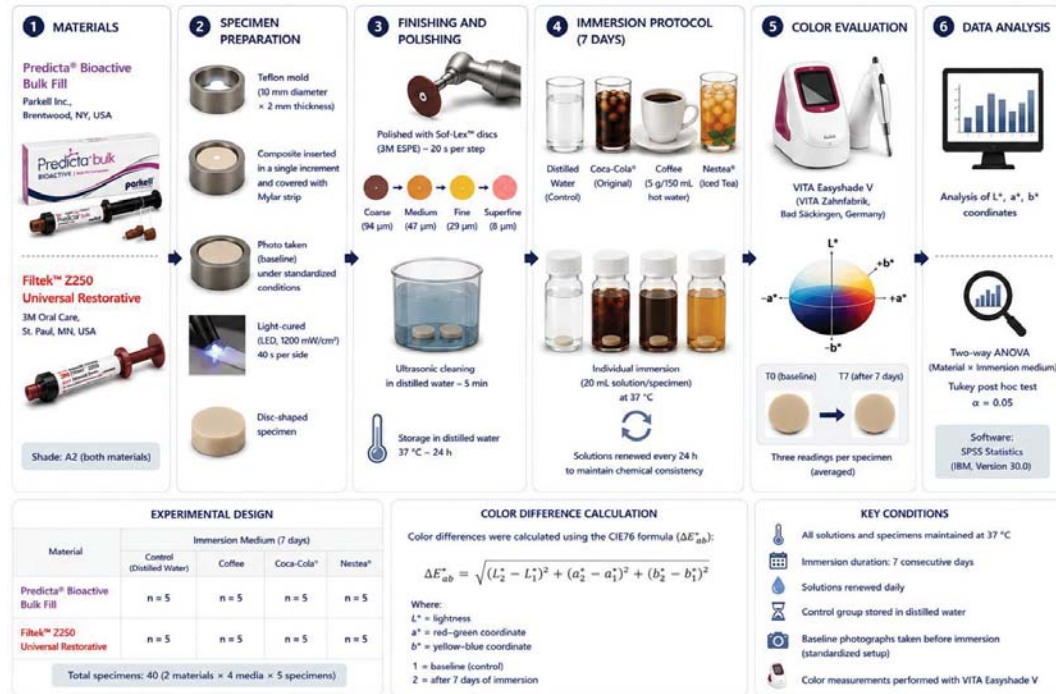 1 MATERIALS
Predicta® Bioactive
Bulk Fill
Parkell Inc.,
Brentwood, NY, USA
Predicta® bulk
BIOACTIVE
parkell
Filtek™ Z250
Universal Restorative
3M Oral Care,
St. Paul, MN, USA
Shade: A2 (both materials)
2 SPECIMEN
PREPARATION
Teflon mold
(10 mm diameter
× 2 mm thickness)
Composite inserted
in a single increment
and covered with
Mylar strip
Photo taken
(baseline)
under standardized
conditions
Light-cured
(LED, 1200 mW/cm²)
40 s per side
Disc-shaped
specimen
3 FINISHING AND
POLISHING
Polished with Sof-Lex™ discs
(3M ESPE) – 20 s per step
Coarse Medium Fine Superfine
(94 µm) (47 µm) (29 µm) (8 µm)
Ultrasonic cleaning
in distilled water – 5 min
Storage in distilled water
37 °C – 24 h
4 IMMERSION PROTOCOL
(7 DAYS)
Distilled Coca-Cola® Coffee Nestea®
Water (Original) (5 g/150 mL (Iced Tea)
(Control) hot water)
Individual immersion
(20 mL solution/specimen)
at 37 °C
Solutions renewed every 24 h
to maintain chemical consistency
5 COLOR EVALUATION
VITA Easyshade V
(VITA Zahnfabrik,
Bad Säckingen, Germany)
L*
+b*
–a* +a*
–b*
T0 (baseline) T7 (after 7 days)
Three readings per specimen
(averaged)
6 DATA ANALYSIS
Analysis of L*, a*, b*
coordinates
Two-way ANOVA
(Material × Immersion medium)
Tukey post hoc test
α = 0.05
Software:
SPSS Statistics
(IBM, Version 30.0)
EXPERIMENTAL DESIGN
Material Immersion Medium (7 days)
Control Coffee Coca-Cola® Nestea®
(Distilled Water)
Predicta® Bioactive
Bulk Fill n = 5 n = 5 n = 5 n = 5
Filtek™ Z250
Universal Restorative n = 5 n = 5 n = 5 n = 5
Total specimens: 40 (2 materials × 4 media × 5 specimens)
COLOR DIFFERENCE CALCULATION
Color differences were calculated using the CIE76 formula (ΔE*ab):
ΔE*ab = √(L*2 – L*1)² + (a*2 – a*1)² + (b*2 – b*1)²
Where:
L* = lightness
a* = red–green coordinate
b* = yellow–blue coordinate
1 = baseline (control)
2 = after 7 days of immersion
KEY CONDITIONS
All solutions and specimens maintained at 37 °C
Immersion duration: 7 consecutive days
Solutions renewed daily
Control group stored in distilled water
Baseline photographs taken before immersion
(standardized setup)
Color measurements performed with VITA Easyshade V